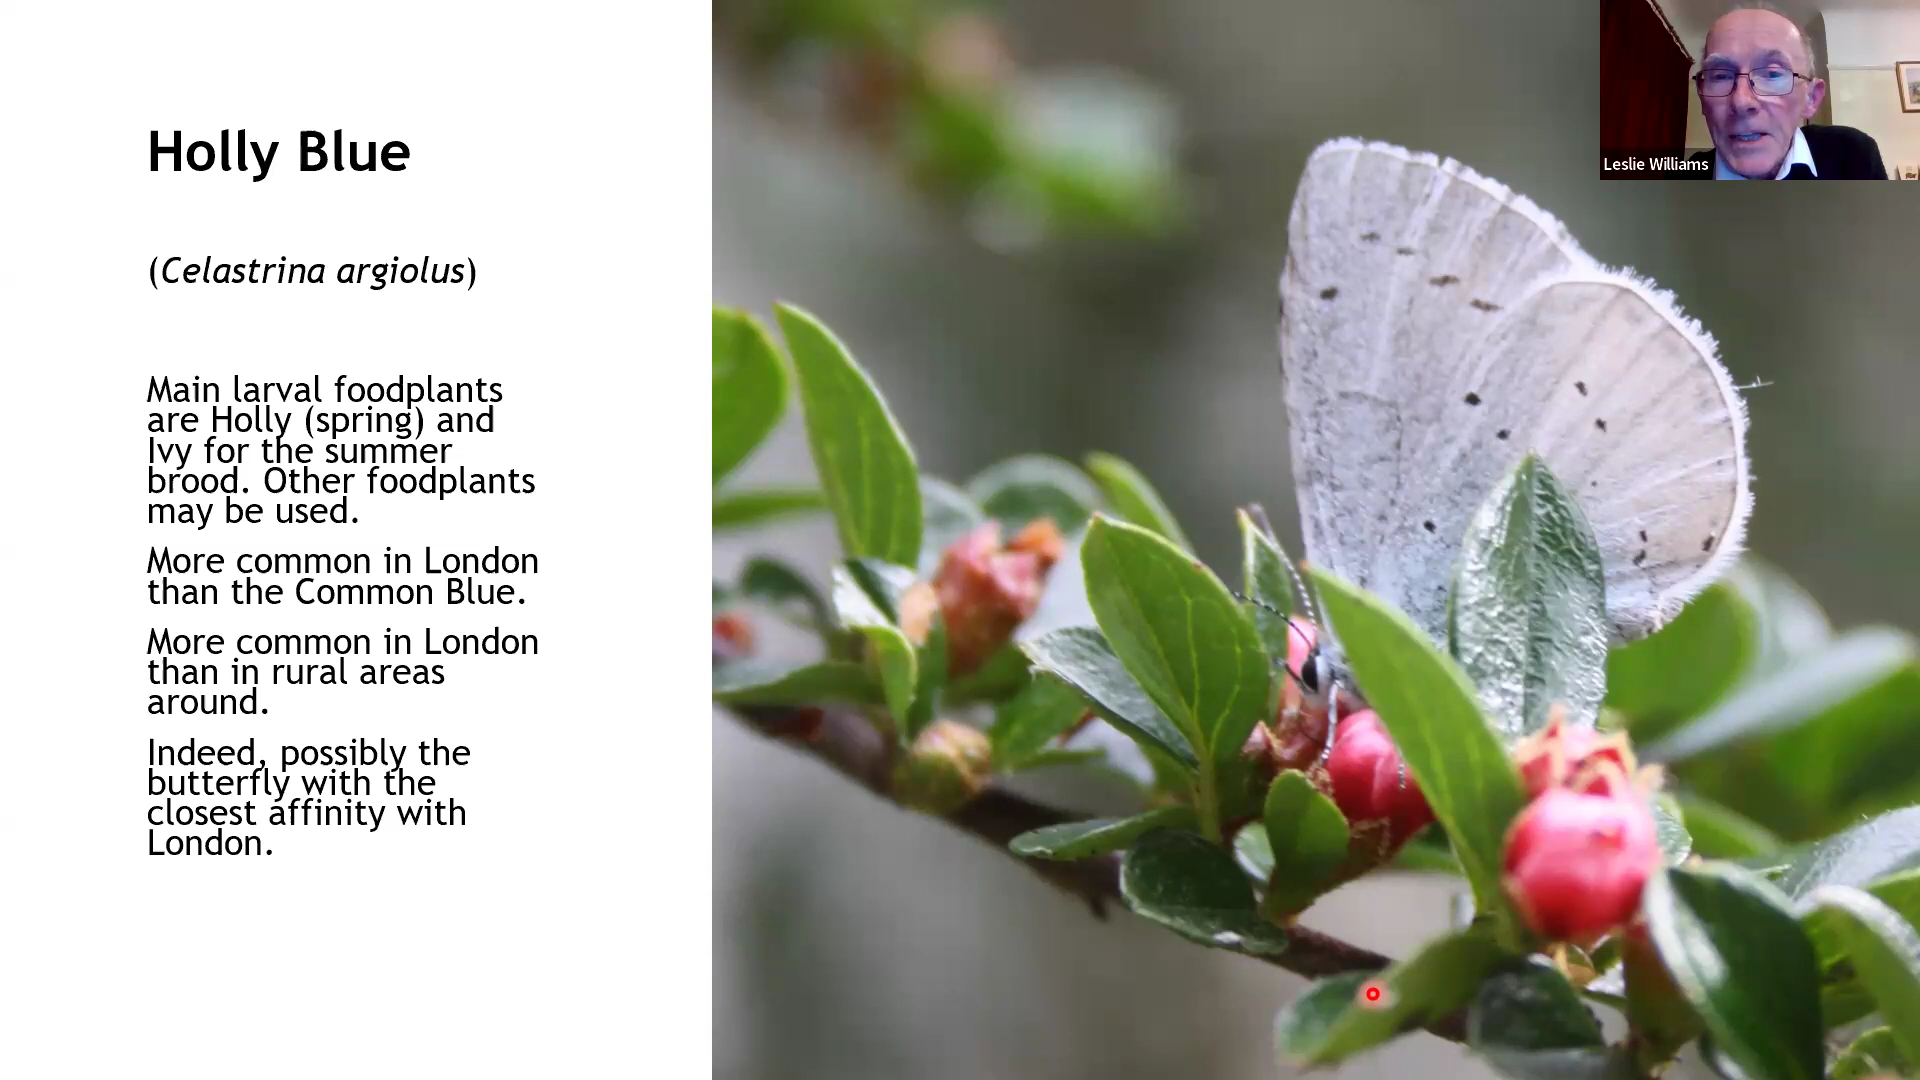 Holly Blue
(Celastrina argiolus)
Main larval foodplants
are Holly (spring) and
Ivy for the summer
brood. Other foodplants
may be used.
More common in London
than the Common Blue.
More common in London
than in rural areas
around.
Indeed, possibly the
butterfly with the
closest affinity with
London.
Leslie Williams